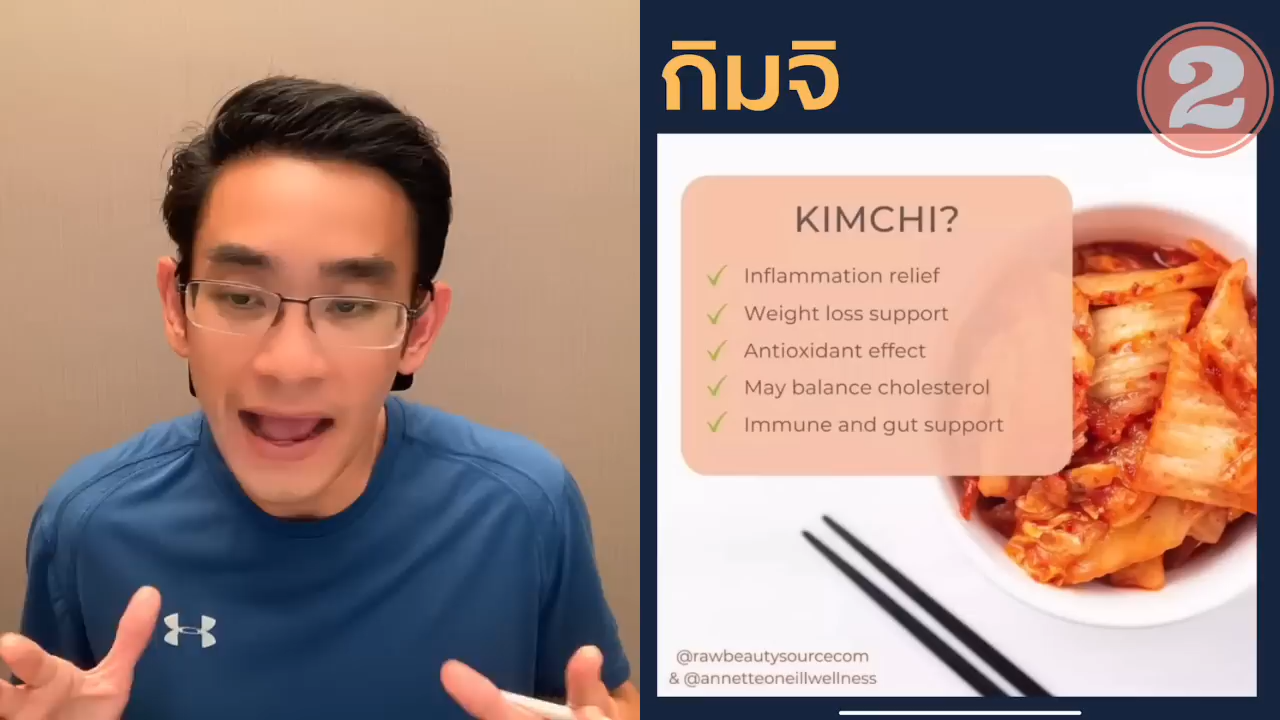 กิมจิ
2
KIMCHI?
Inflammation relief
Weight loss support
Antioxidant effect
May balance cholesterol
Immune and gut support
@rawbeautysourcecom
& @annetteoneillwellness